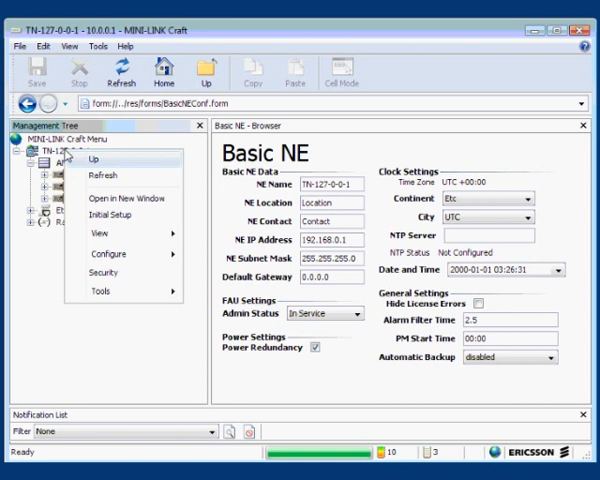 TN-127-0-0-1 - 10.0.0.1 - MINI-LINK Craft
File Edit View Tools Help
Save Stop Refresh Home Up Copy Paste Cell Mode
form://../res/forms/BasicNEConf.form
Management Tree
MINI-LINK Craft Menu
TN-127
Up
Refresh
Open in New Window
Initial Setup
View
Configure
Security
Tools
Basic NE - Browser
Basic NE
Basic NE Data
NE Name TN-127-0-0-1
NE Location Location
NE Contact Contact
NE IP Address 192.168.0.1
NE Subnet Mask 255.255.255.0
Default Gateway 0.0.0.0
FAU Settings
Admin Status In Service
Power Settings
Power Redundancy
Clock Settings
Time Zone UTC +00:00
Continent Etc
City UTC
NTP Server
NTP Status Not Configured
Date and Time 2000-01-01 03:26:31
General Settings
Hide License Errors
Alarm Filter Time 2.5
PM Start Time 00:00
Automatic Backup disabled
Notification List
Filter None
Ready 10 3 ERICSSON